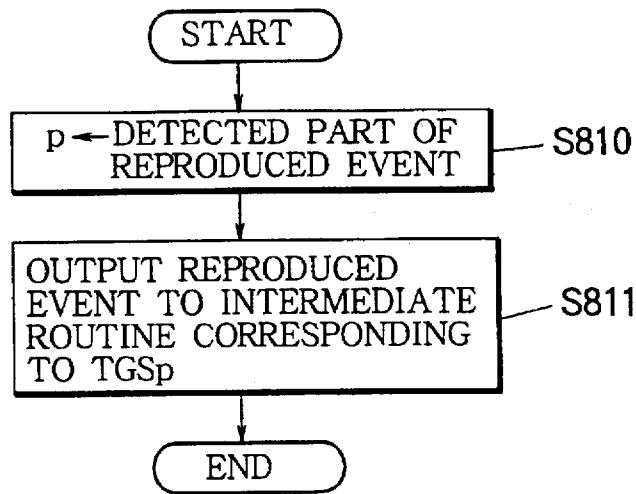 START
p ← DETECTED PART OF
REPRODUCED EVENT
S810
OUTPUT REPRODUCED
EVENT TO INTERMEDIATE
ROUTINE CORRESPONDING
TO TGSp
S811
END